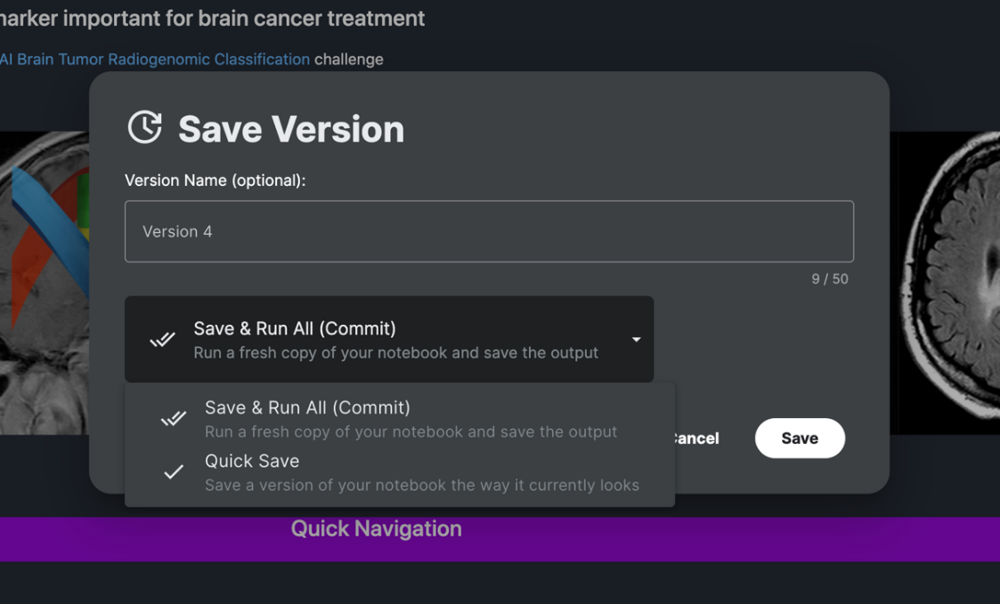 important for brain cancer treatment
AI Brain Tumor Radiogenomic Classification challenge
Save Version
Version Name (optional):
Version 4
9 / 50
Save & Run All (Commit)
Run a fresh copy of your notebook and save the output
Save & Run All (Commit)
Run a fresh copy of your notebook and save the output
Quick Save
Save a version of your notebook the way it currently looks
Cancel
Save
Quick Navigation